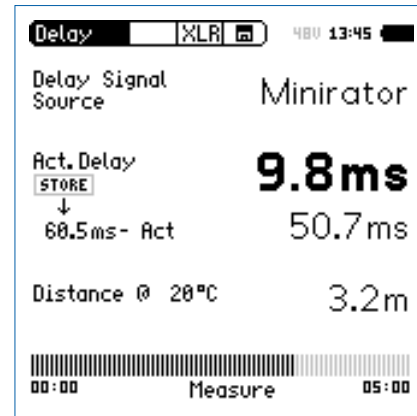 Delay XLR 48V 13:45
Delay Signal
Source
Minirator
Act. Delay
9.8ms
STORE
↓
60.5ms- Act
50.7ms
Distance @ 20°C
3.2m
00:00 Measure 05:00